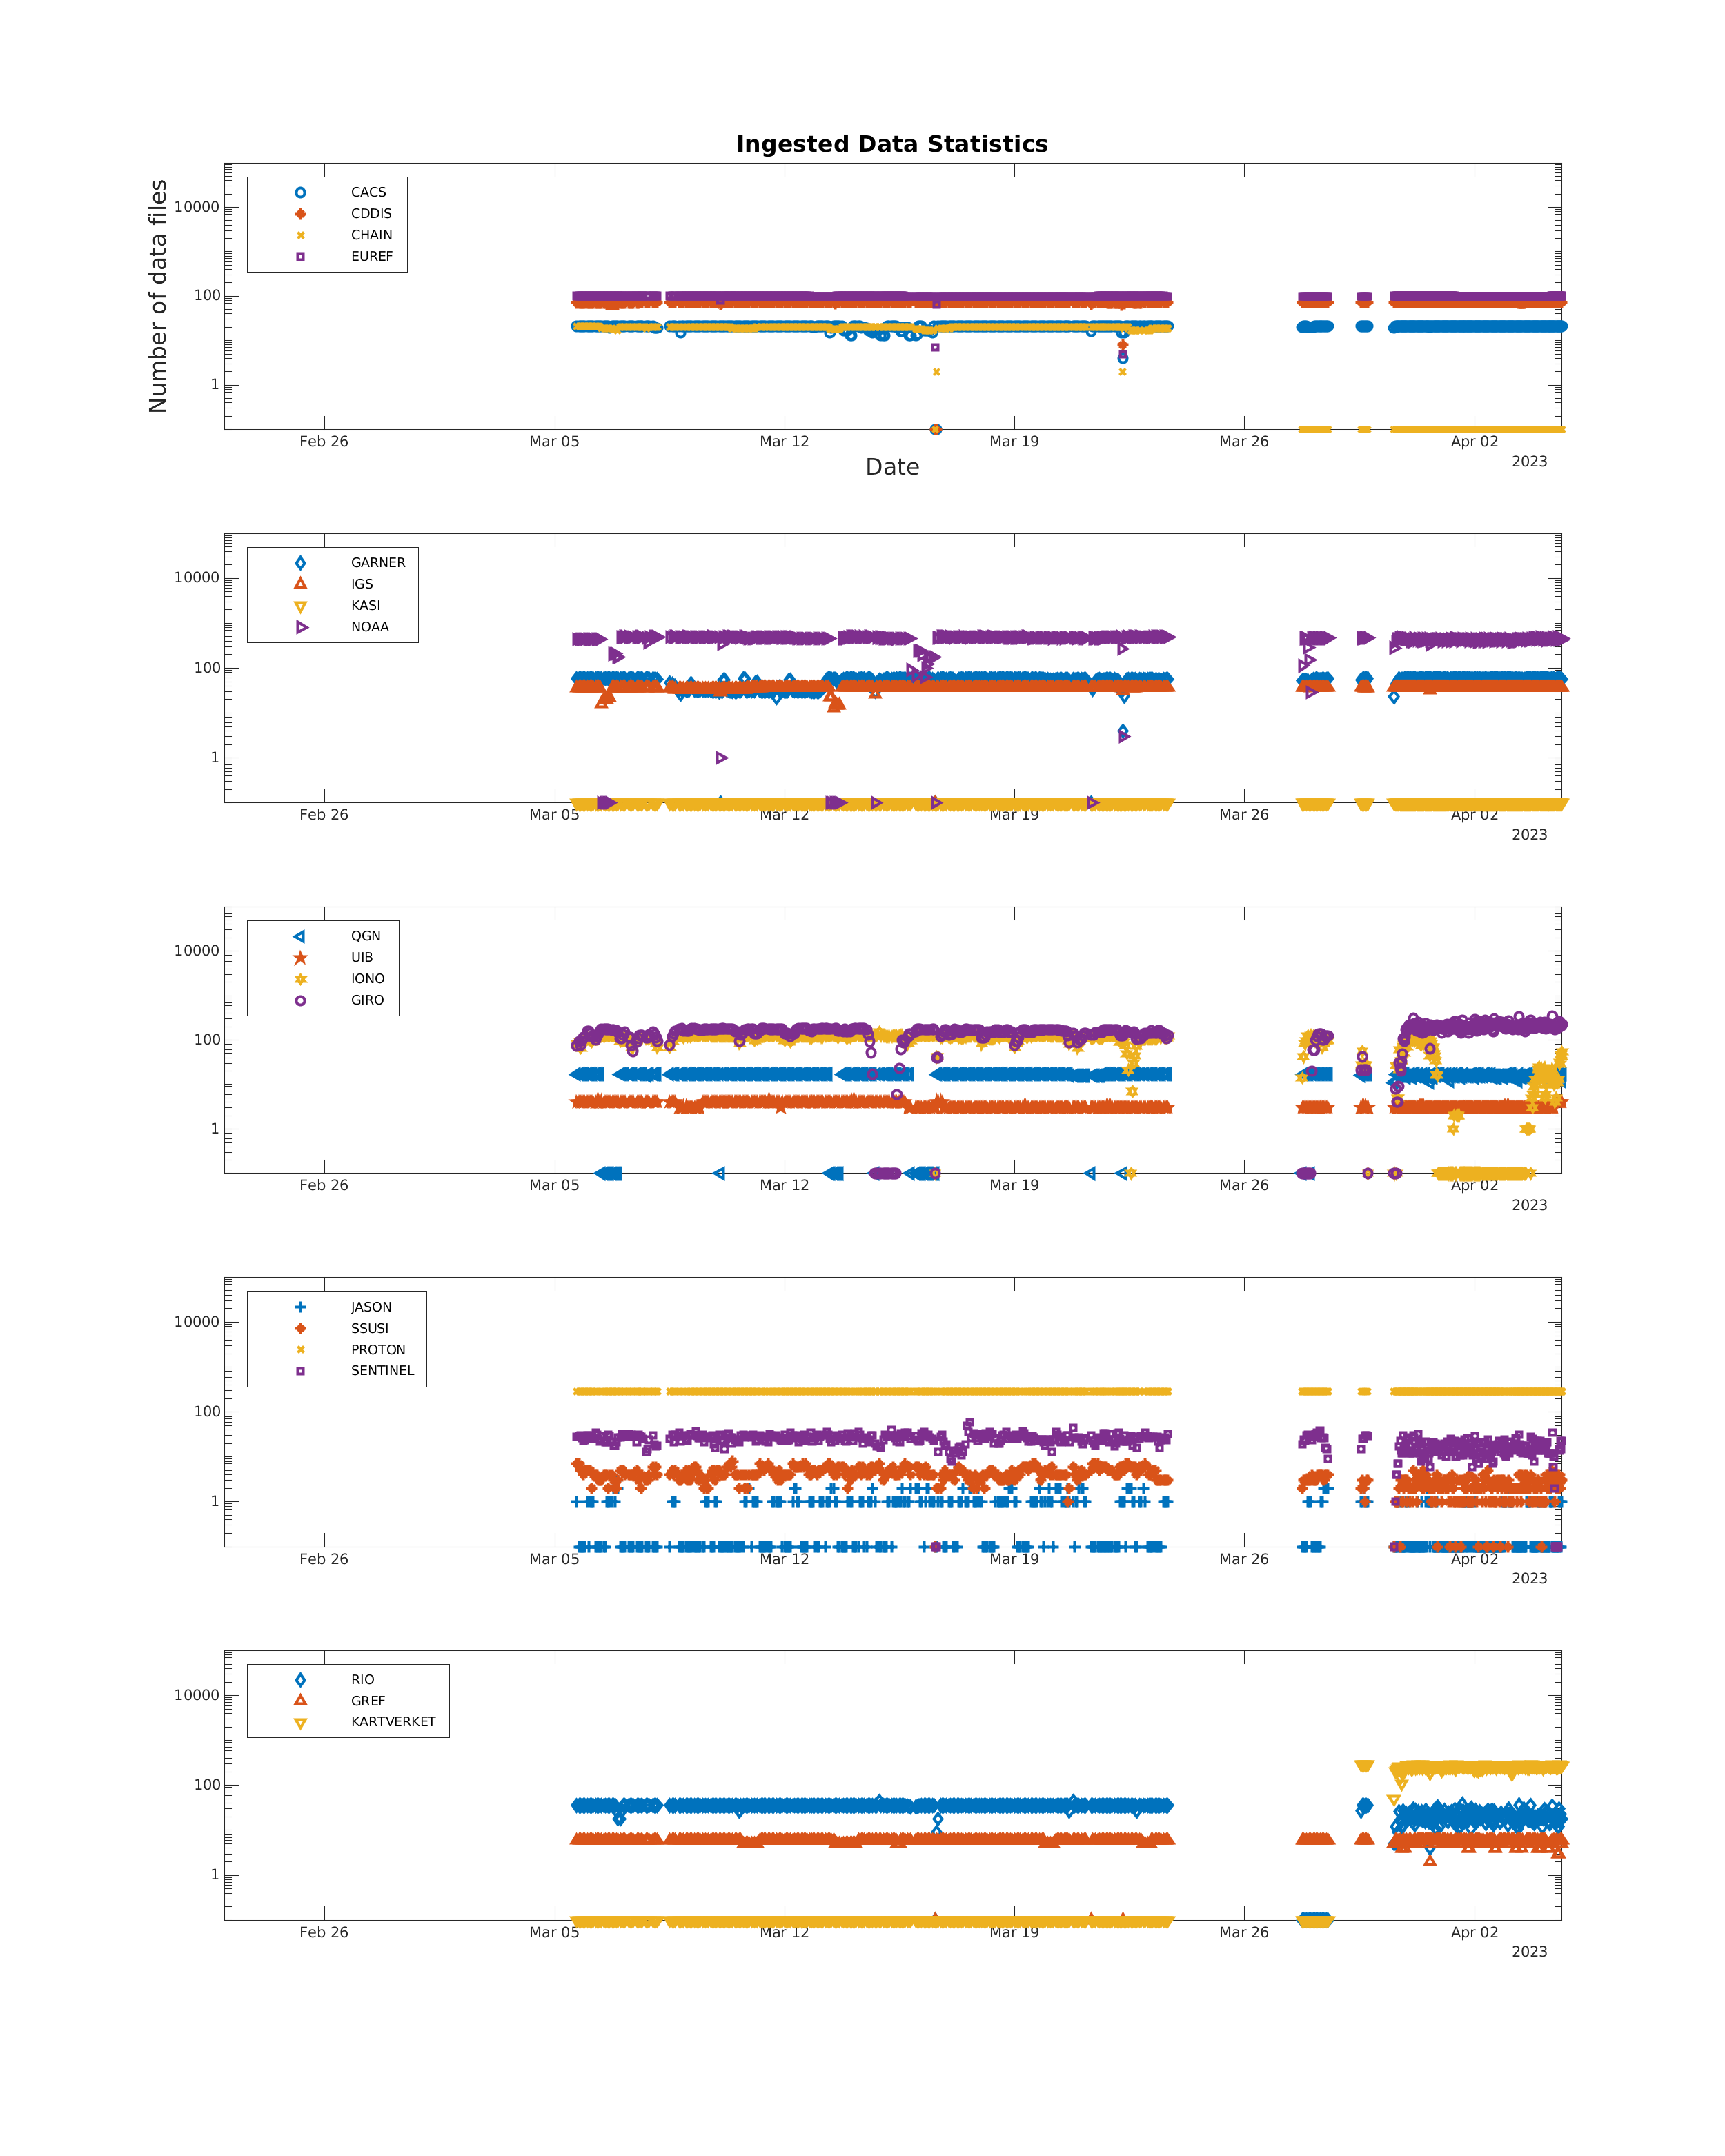 Ingested Data Statistics
Number of data files
10000
100
1
CACS
CDDIS
CHAIN
EUREF
Feb 26 Mar 05 Mar 12 Mar 19 Mar 26 Apr 02
2023
Date
10000
100
1
GARNER
IGS
KASI
NOAA
Feb 26 Mar 05 Mar 12 Mar 19 Mar 26 Apr 02
2023
10000
100
1
QGN
UIB
IONO
GIRO
Feb 26 Mar 05 Mar 12 Mar 19 Mar 26 Apr 02
2023
10000
100
1
JASON
SSUSI
PROTON
SENTINEL
Feb 26 Mar 05 Mar 12 Mar 19 Mar 26 Apr 02
2023
10000
100
1
RIO
GREF
KARTVERKET
Feb 26 Mar 05 Mar 12 Mar 19 Mar 26 Apr 02
2023